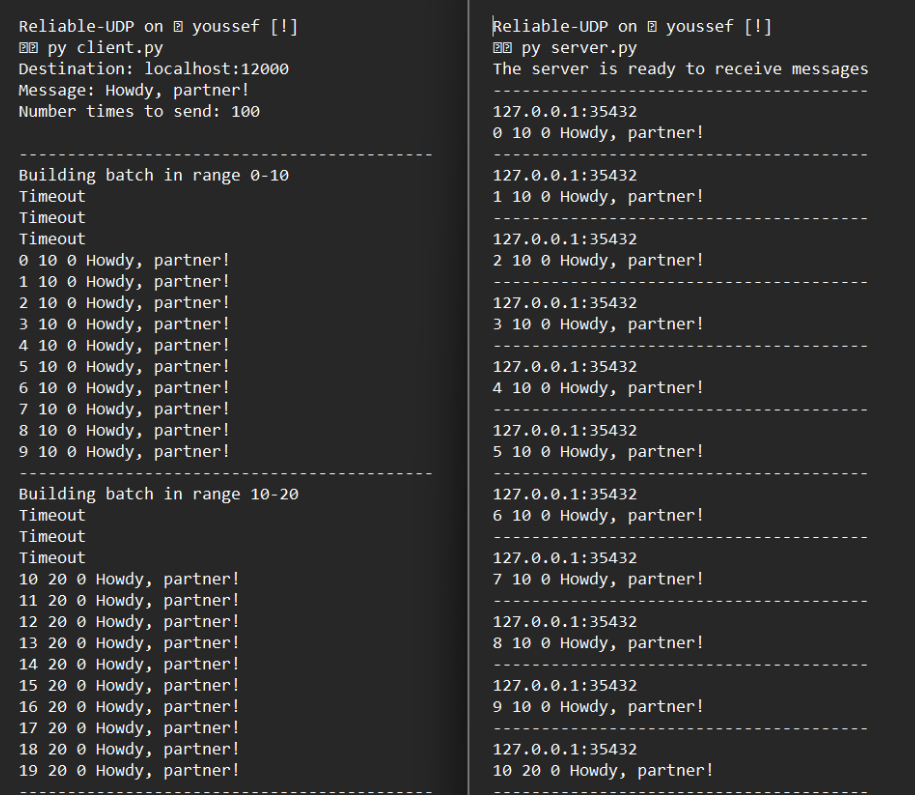 Reliable-UDP on ⍰ youssef [!]
⍰⍰ py client.py
Destination: localhost:12000
Message: Howdy, partner!
Number times to send: 100
-------------------------------------------
Building batch in range 0-10
Timeout
Timeout
Timeout
0 10 0 Howdy, partner!
1 10 0 Howdy, partner!
2 10 0 Howdy, partner!
3 10 0 Howdy, partner!
4 10 0 Howdy, partner!
5 10 0 Howdy, partner!
6 10 0 Howdy, partner!
7 10 0 Howdy, partner!
8 10 0 Howdy, partner!
9 10 0 Howdy, partner!
-------------------------------------------
Building batch in range 10-20
Timeout
Timeout
Timeout
10 20 0 Howdy, partner!
11 20 0 Howdy, partner!
12 20 0 Howdy, partner!
13 20 0 Howdy, partner!
14 20 0 Howdy, partner!
15 20 0 Howdy, partner!
16 20 0 Howdy, partner!
17 20 0 Howdy, partner!
18 20 0 Howdy, partner!
19 20 0 Howdy, partner!
-------------------------------------------
Reliable-UDP on ⍰ youssef [!]
⍰⍰ py server.py
The server is ready to receive messages
---------------------------------------
127.0.0.1:35432
0 10 0 Howdy, partner!
---------------------------------------
127.0.0.1:35432
1 10 0 Howdy, partner!
---------------------------------------
127.0.0.1:35432
2 10 0 Howdy, partner!
---------------------------------------
127.0.0.1:35432
3 10 0 Howdy, partner!
---------------------------------------
127.0.0.1:35432
4 10 0 Howdy, partner!
---------------------------------------
127.0.0.1:35432
5 10 0 Howdy, partner!
---------------------------------------
127.0.0.1:35432
6 10 0 Howdy, partner!
---------------------------------------
127.0.0.1:35432
7 10 0 Howdy, partner!
---------------------------------------
127.0.0.1:35432
8 10 0 Howdy, partner!
---------------------------------------
127.0.0.1:35432
9 10 0 Howdy, partner!
---------------------------------------
127.0.0.1:35432
10 20 0 Howdy, partner!
---------------------------------------